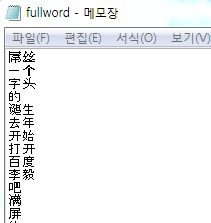 fullword - 메모장
파일(F) 편집(E) 서식(O) 보기(V)
屌丝
一个
字头
的
诞生
去年
开始
打开
百度
李毅
吧
满
屏